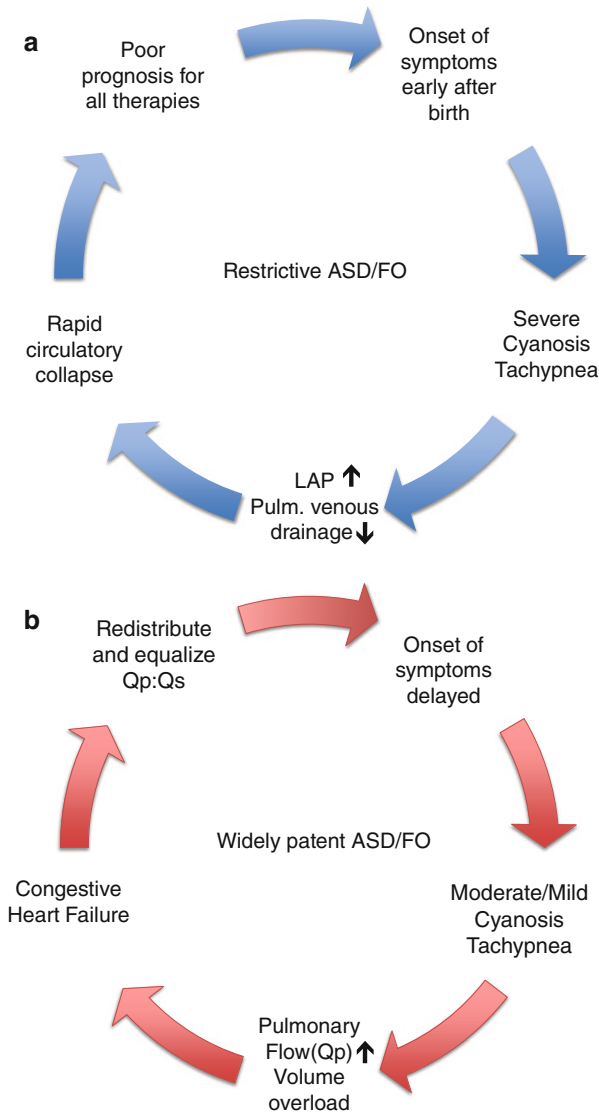 a
Poor
prognosis for
all therapies
Onset of
symptoms
early after
birth
Restrictive ASD/FO
Severe
Cyanosis
Tachypnea
LAP ↑
Pulm. venous
drainage ↓
Rapid
circulatory
collapse
b
Redistribute
and equalize
Qp:Qs
Onset of
symptoms
delayed
Widely patent ASD/FO
Moderate/Mild
Cyanosis
Tachypnea
Pulmonary
Flow(Qp) ↑
Volume
overload
Congestive
Heart Failure